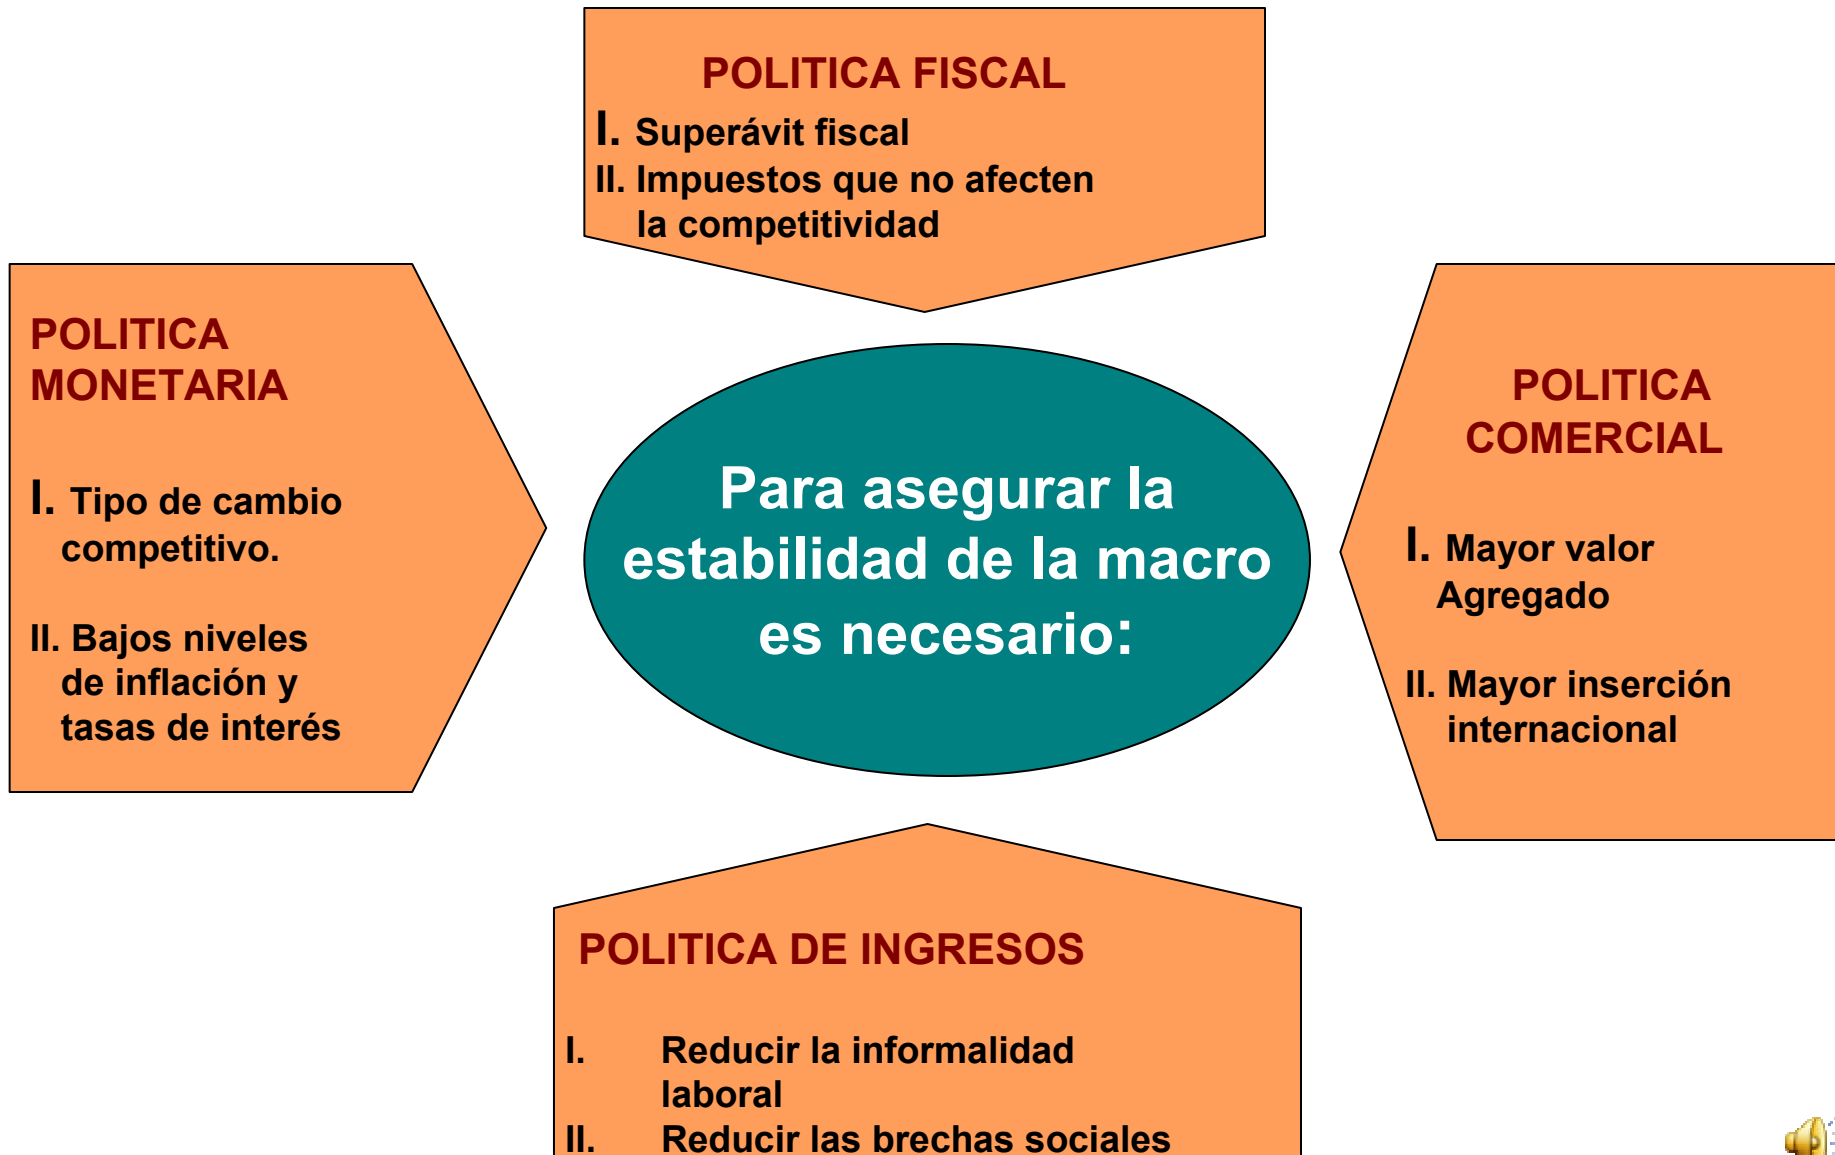 POLITICA FISCAL
I. Superávit fiscal
II. Impuestos que no afecten
la competitividad
POLITICA
MONETARIA
I. Tipo de cambio
competitivo.
II. Bajos niveles
de inflación y
tasas de interés
Para asegurar la
estabilidad de la macro
es necesario:
POLITICA
COMERCIAL
I. Mayor valor
Agregado
II. Mayor inserción
internacional
POLITICA DE INGRESOS
I. Reducir la informalidad
laboral
II. Reducir las brechas sociales